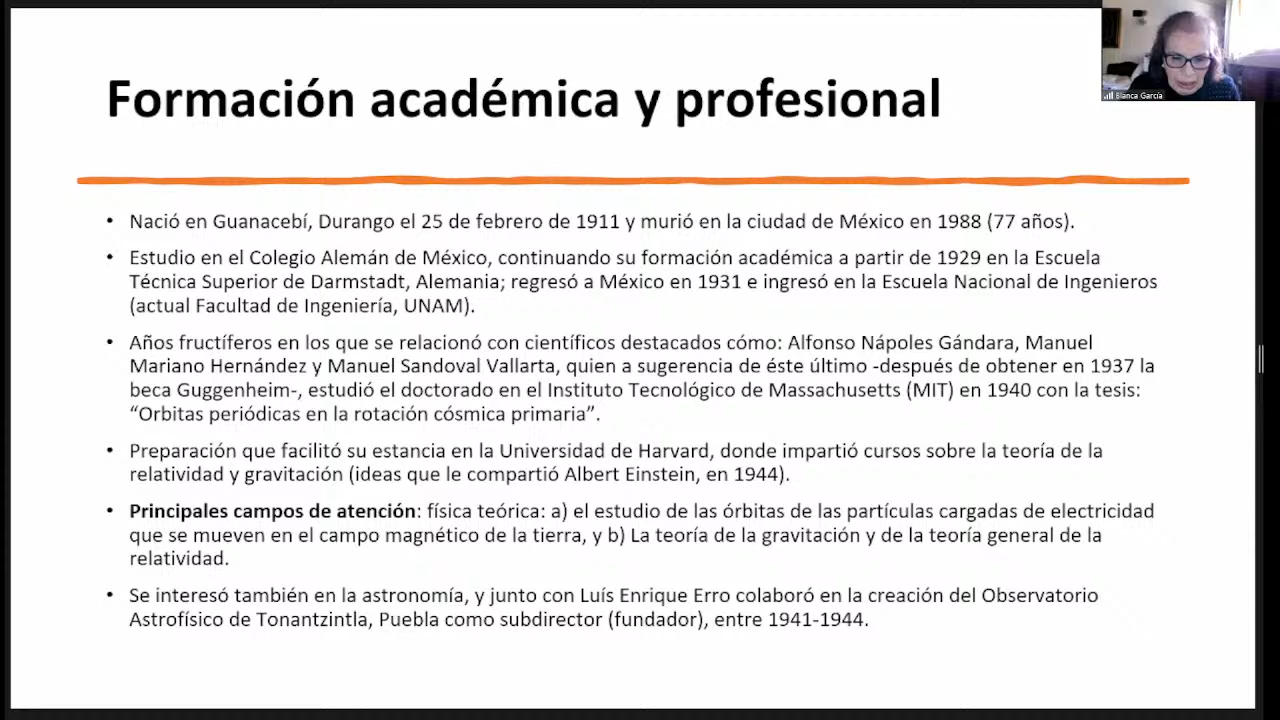 Formación académica y profesional
Blanca García
• Nació en Guanacebí, Durango el 25 de febrero de 1911 y murió en la ciudad de México en 1988 (77 años).
• Estudio en el Colegio Alemán de México, continuando su formación académica a partir de 1929 en la Escuela
Técnica Superior de Darmstadt, Alemania; regresó a México en 1931 e ingresó en la Escuela Nacional de Ingenieros
(actual Facultad de Ingeniería, UNAM).
• Años fructíferos en los que se relacionó con científicos destacados cómo: Alfonso Nápoles Gándara, Manuel
Mariano Hernández y Manuel Sandoval Vallarta, quien a sugerencia de éste último -después de obtener en 1937 la
beca Guggenheim-, estudió el doctorado en el Instituto Tecnológico de Massachusetts (MIT) en 1940 con la tesis:
“Orbitas periódicas en la rotación cósmica primaria”.
• Preparación que facilitó su estancia en la Universidad de Harvard, donde impartió cursos sobre la teoría de la
relatividad y gravitación (ideas que le compartió Albert Einstein, en 1944).
• Principales campos de atención: física teórica: a) el estudio de las órbitas de las partículas cargadas de electricidad
que se mueven en el campo magnético de la tierra, y b) La teoría de la gravitación y de la teoría general de la
relatividad.
• Se interesó también en la astronomía, y junto con Luís Enrique Erro colaboró en la creación del Observatorio
Astrofísico de Tonantzintla, Puebla como subdirector (fundador), entre 1941-1944.